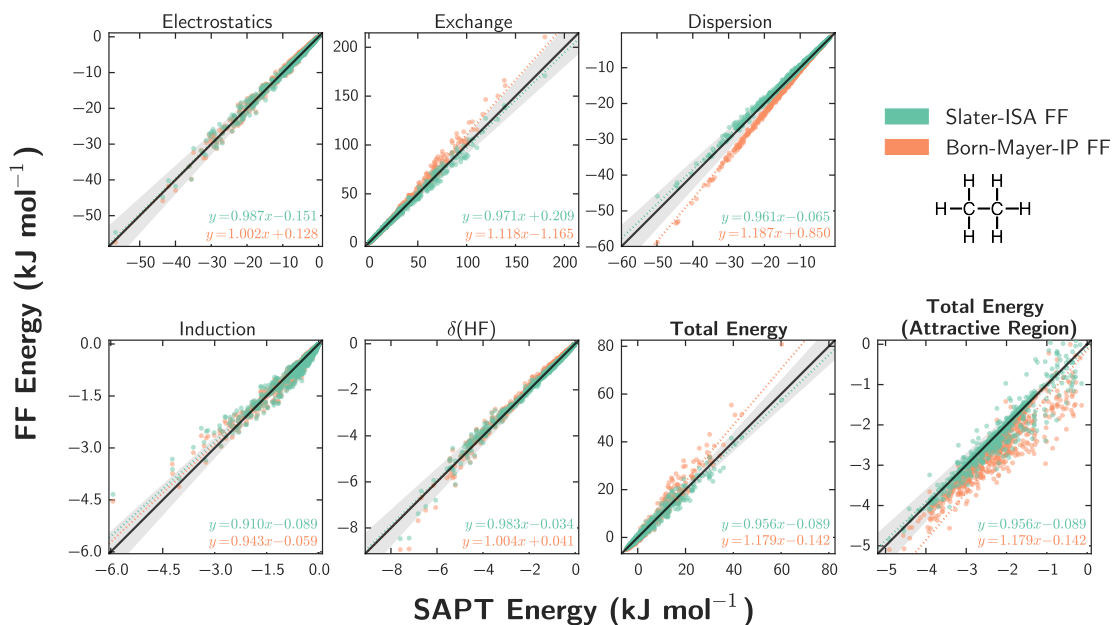 Electrostatics
0
−10
−20
−30
−40
−50
−50 −40 −30 −20 −10 0
y=0.987x−0.151
y=1.002x+0.128
Exchange
200
150
100
50
0
0 50 100 150 200
y=0.971x+0.209
y=1.118x−1.165
Dispersion
−10
−20
−30
−40
−50
−60
−60 −50 −40 −30 −20 −10
y=0.961x−0.065
y=1.187x+0.850
Slater-ISA FF
Born-Mayer-IP FF
H H
H C C H
H H
FF Energy (kJ mol⁻¹)
Induction
0.0
−1.5
−3.0
−4.5
−6.0
−6.0 −4.5 −3.0 −1.5 0.0
y=0.910x−0.089
y=0.943x−0.059
δ(HF)
0
−2
−4
−6
−8
−8 −6 −4 −2 0
y=0.983x−0.034
y=1.004x+0.041
Total Energy
80
60
40
20
0
0 20 40 60 80
y=0.956x−0.089
y=1.179x−0.142
Total Energy
(Attractive Region)
0
−1
−2
−3
−4
−5
−5 −4 −3 −2 −1 0
y=0.956x−0.089
y=1.179x−0.142
SAPT Energy (kJ mol⁻¹)